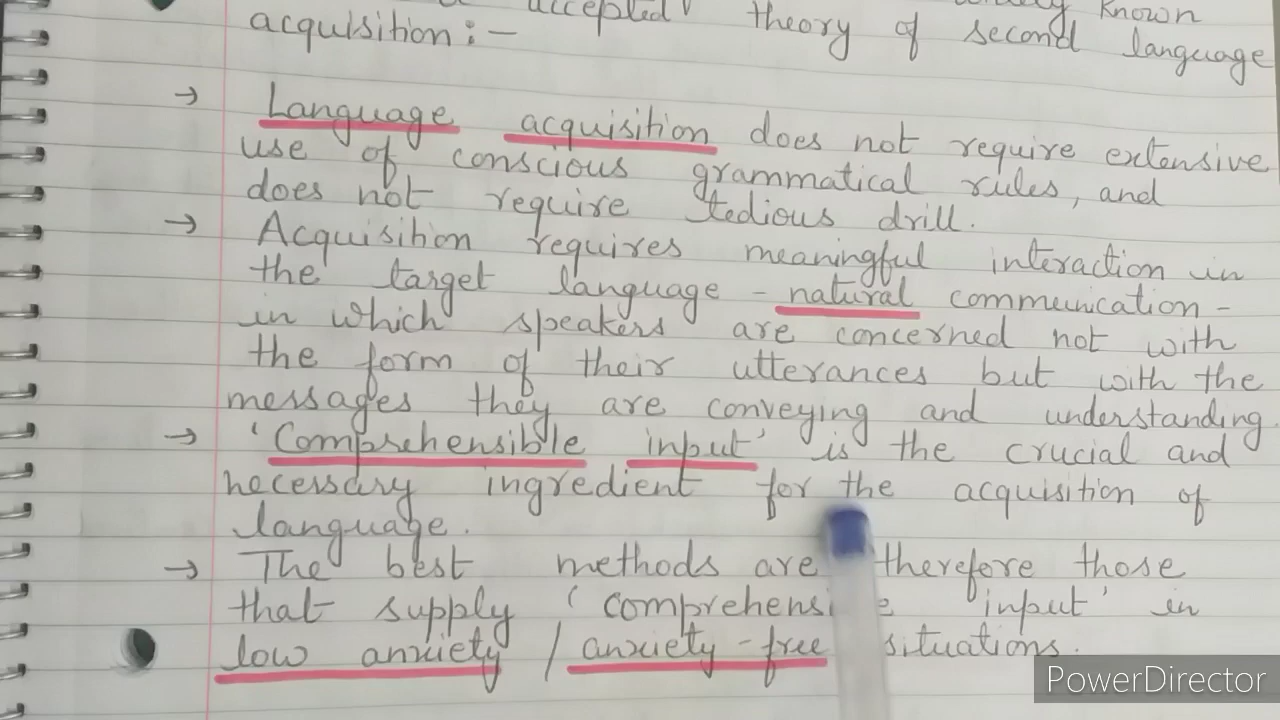 accepted theory of second language known
acquisition :-
→ Language acquisition does not require extensive
use of conscious grammatical rules, and
does not require tedious drill.
→ Acquisition requires meaningful interaction in
the target language - natural communication -
in which speakers are concerned not with
the form of their utterances but with the
messages they are conveying and understanding.
→ 'Comprehensible input' is the crucial and
necessary ingredient for the acquisition of
language.
→ The best methods are therefore those
that supply 'comprehensi e input' in
low anxiety / anxiety-free situations.
PowerDirector